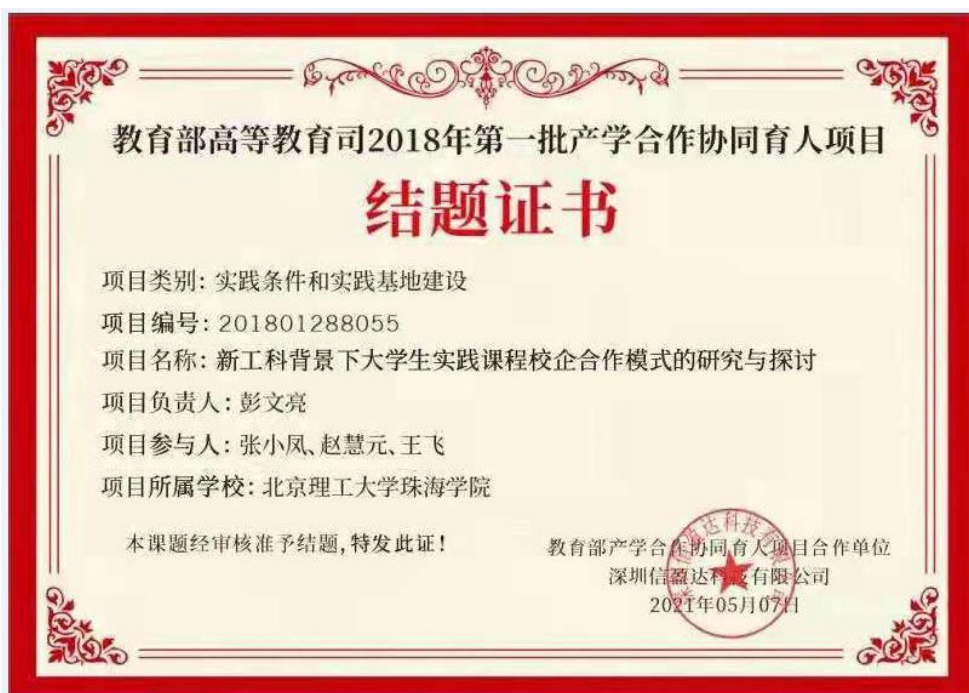 教育部高等教育司2018年第一批产学合作协同育人项目
结题证书
项目类别: 实践条件和实践基地建设
项目编号: 201801288055
项目名称: 新工科背景下大学生实践课程校企合作模式的研究与探讨
项目负责人: 彭文亮
项目参与人: 张小凤、赵慧元、王飞
项目所属学校: 北京理工大学珠海学院
本课题经审核准予结题,特发此证!
教育部产学合作协同育人项目合作单位
深圳信盈达科技有限公司
2021年05月07日